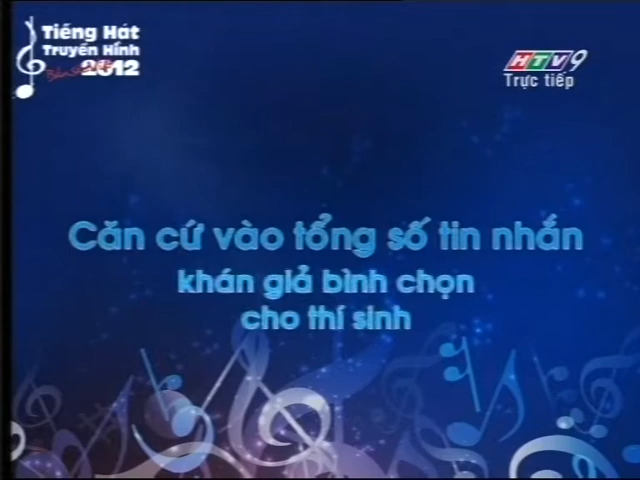 Tiếng Hát
Truyền Hình
2012
HTV9
Trực tiếp
Căn cứ vào tổng số tin nhắn
khán giả bình chọn
cho thí sinh